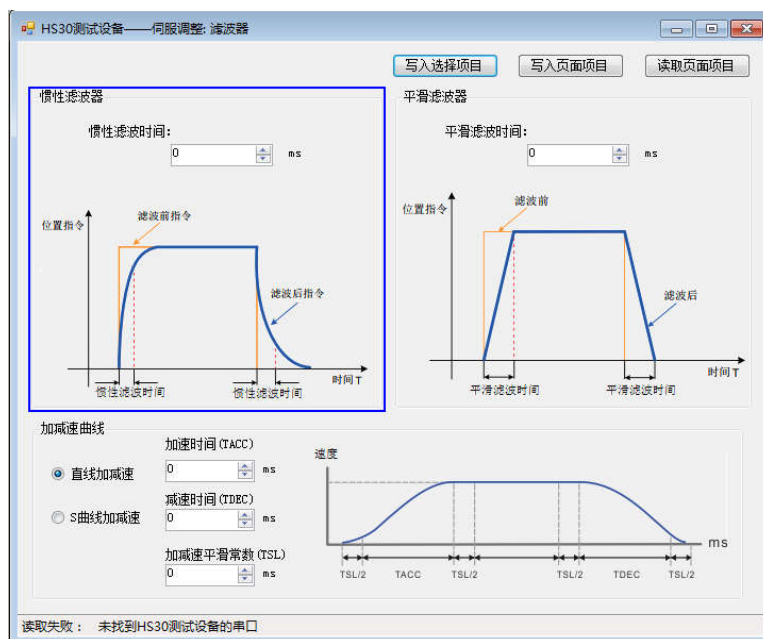 HS30测试设备——伺服调整: 滤波器
写入选择项目 写入页面项目 读取页面项目
惯性滤波器
惯性滤波时间:
0 ms
位置指令
滤波前指令
滤波后指令
时间 T
惯性滤波时间 惯性滤波时间
平滑滤波器
平滑滤波时间:
0 ms
位置指令
滤波前
滤波后
时间 T
平滑滤波时间 平滑滤波时间
加减速曲线
直线加减速
S曲线加减速
加速时间(TACC)
0 ms
减速时间(TDEC)
0 ms
加减速平滑常数(TSL)
0 ms
速度
ms
TSL/2 TACC TSL/2 TSL/2 TDEC TSL/2
读取失败: 未找到HS30测试设备的串口